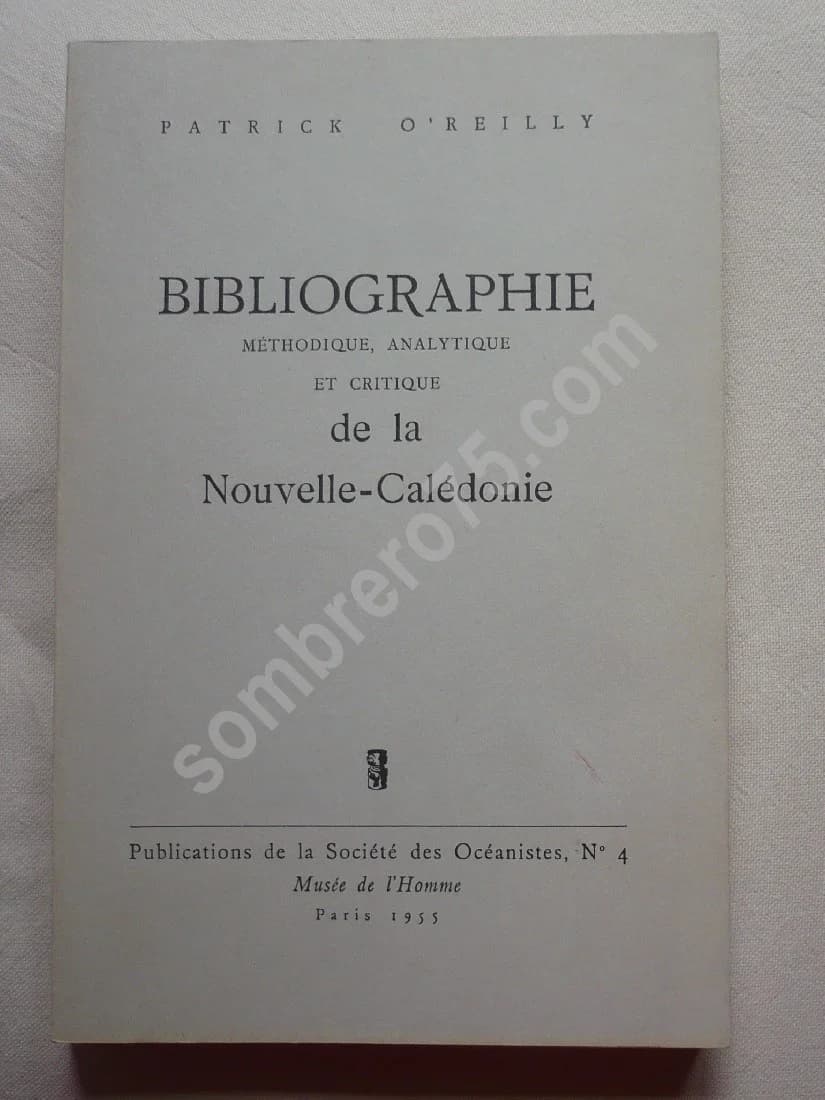 PATRICK O'REILLY
BIBLIOGRAPHIE
MÉTHODIQUE, ANALYTIQUE
ET CRITIQUE
de la
Nouvelle-Calédonie
sombrero75.com
Publications de la Société des Océanistes, N° 4
Musée de l'Homme
Paris 1955